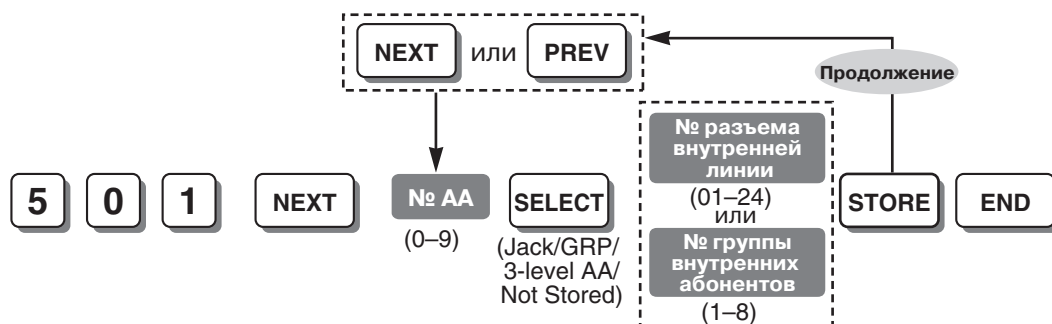 NEXT или PREV
Продолжение
№ разъема
внутренней
линии
(01–24)
или
№ группы
внутренних
абонентов
(1–8)
5 0 1 NEXT № AA SELECT STORE END
(0–9)
(Jack/GRP/
3-level AA/
Not Stored)